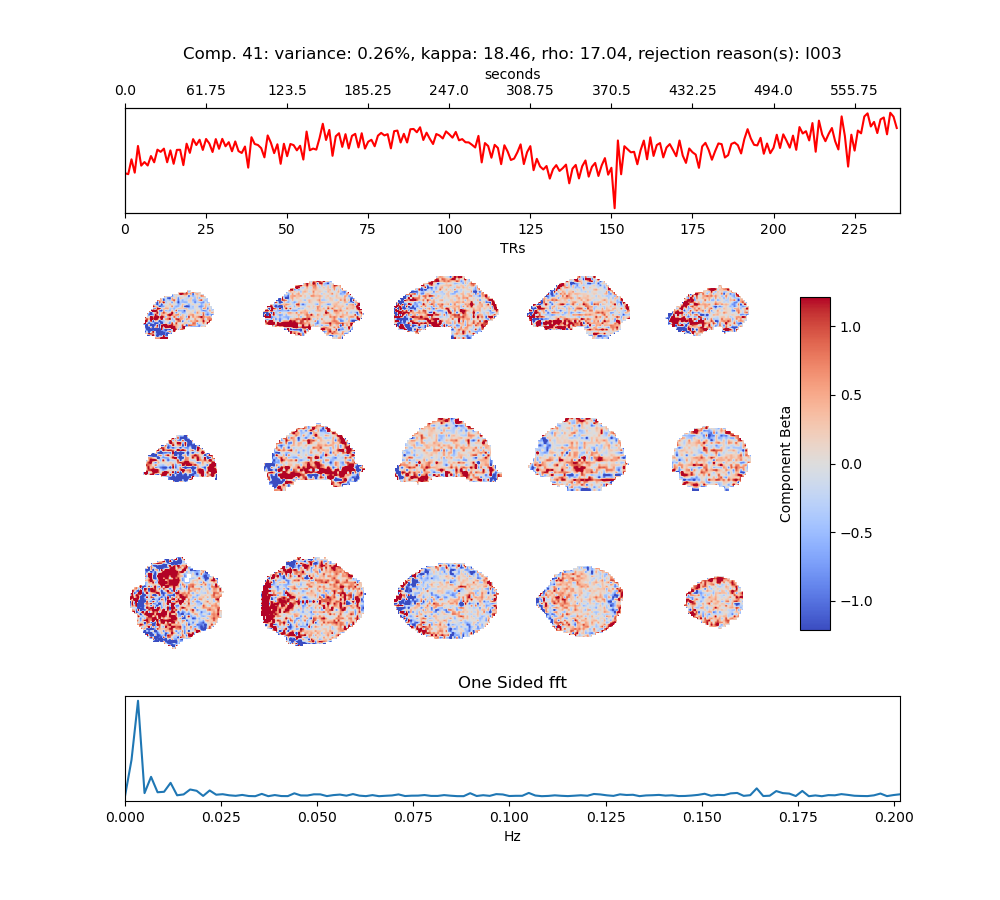 Comp. 41: variance: 0.26%, kappa: 18.46, rho: 17.04, rejection reason(s): I003
seconds
0.0 61.75 123.5 185.25 247.0 308.75 370.5 432.25 494.0 555.75
0 25 50 75 100 125 150 175 200 225
TRs
1.0
0.5
0.0
−0.5
−1.0
Component Beta
One Sided fft
0.000 0.025 0.050 0.075 0.100 0.125 0.150 0.175 0.200
Hz